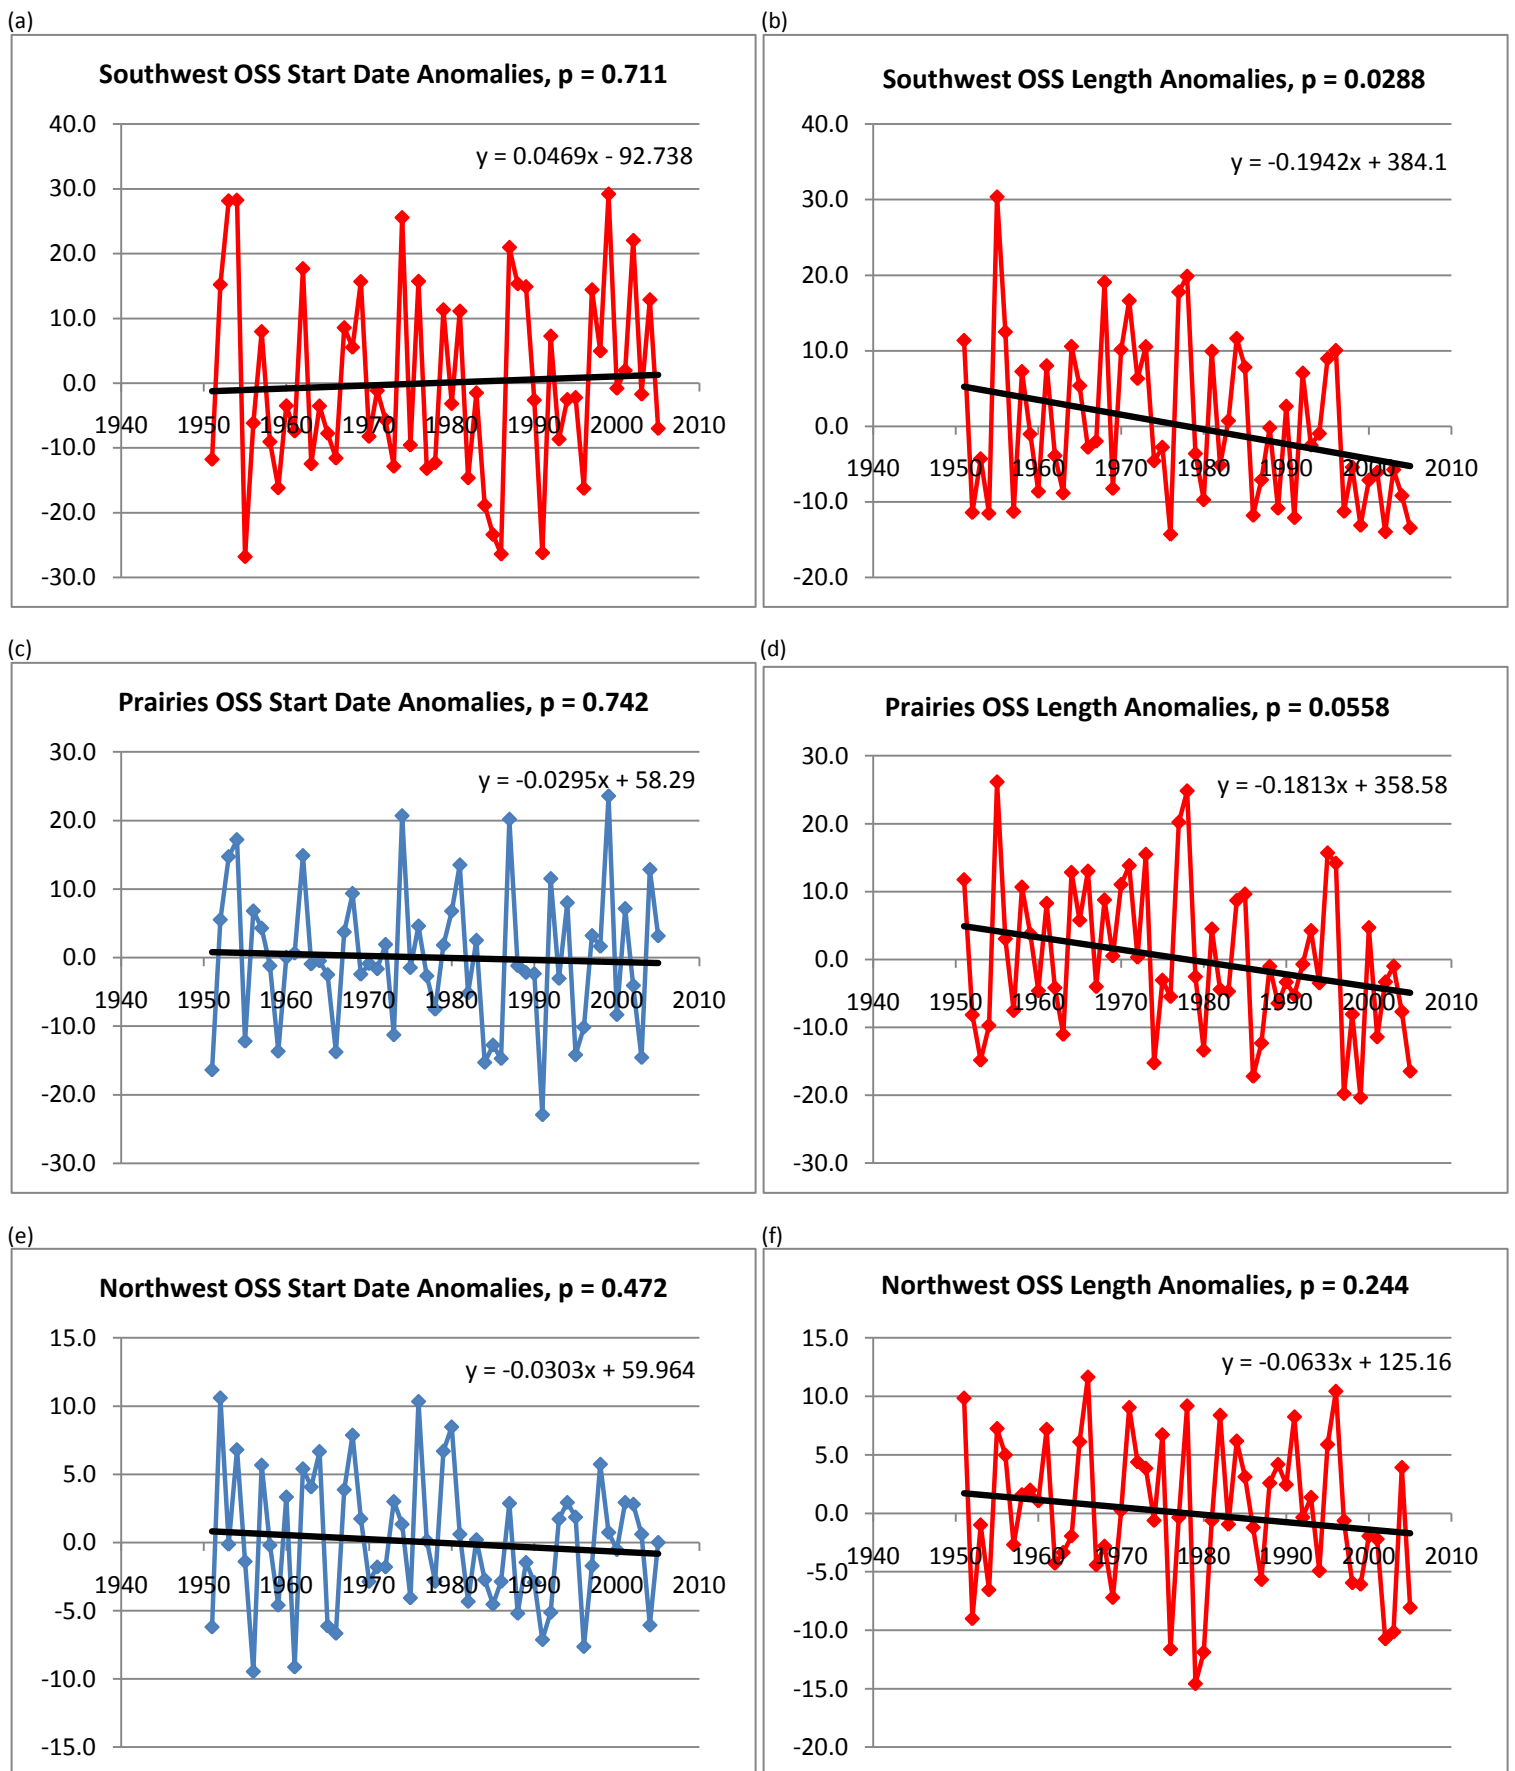 (a)
Southwest OSS Start Date Anomalies, p = 0.711
y = 0.0469x - 92.738
40.0
30.0
20.0
10.0
0.0
-10.0
-20.0
-30.0
1940 1950 1960 1970 1980 1990 2000 2010
(b)
Southwest OSS Length Anomalies, p = 0.0288
y = -0.1942x + 384.1
40.0
30.0
20.0
10.0
0.0
-10.0
-20.0
1940 1950 1960 1970 1980 1990 2000 2010
(c)
Prairies OSS Start Date Anomalies, p = 0.742
y = -0.0295x + 58.29
30.0
20.0
10.0
0.0
-10.0
-20.0
-30.0
1940 1950 1960 1970 1980 1990 2000 2010
(d)
Prairies OSS Length Anomalies, p = 0.0558
y = -0.1813x + 358.58
30.0
20.0
10.0
0.0
-10.0
-20.0
-30.0
1940 1950 1960 1970 1980 1990 2000 2010
(e)
Northwest OSS Start Date Anomalies, p = 0.472
y = -0.0303x + 59.964
15.0
10.0
5.0
0.0
-5.0
-10.0
-15.0
1940 1950 1960 1970 1980 1990 2000 2010
(f)
Northwest OSS Length Anomalies, p = 0.244
y = -0.0633x + 125.16
15.0
10.0
5.0
0.0
-5.0
-10.0
-15.0
-20.0
1940 1950 1960 1970 1980 1990 2000 2010